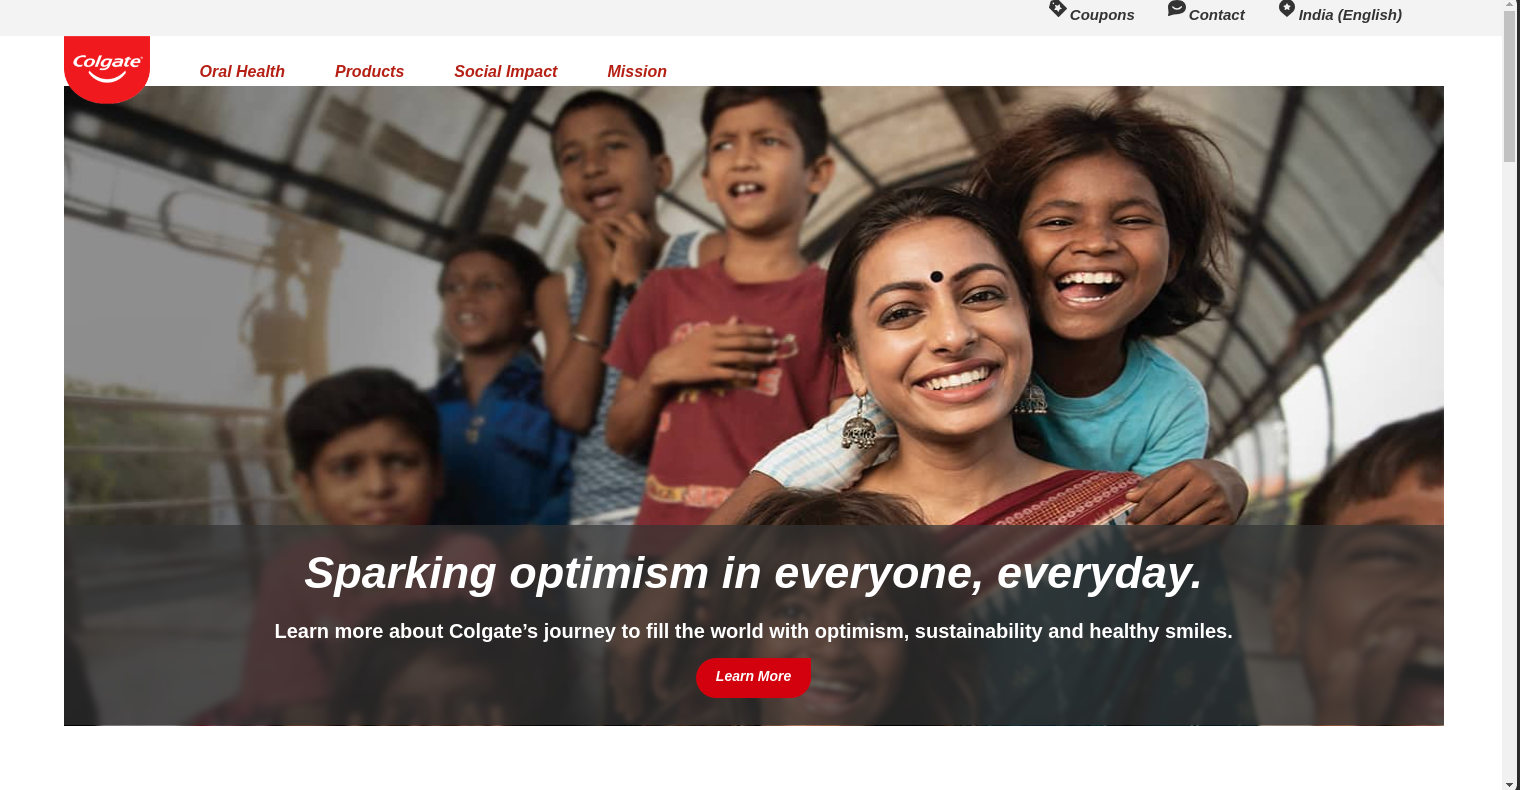 Coupons
Contact
India (English)
Colgate
Oral Health
Products
Social Impact
Mission
Sparking optimism in everyone, everyday.
Learn more about Colgate’s journey to fill the world with optimism, sustainability and healthy smiles.
Learn More